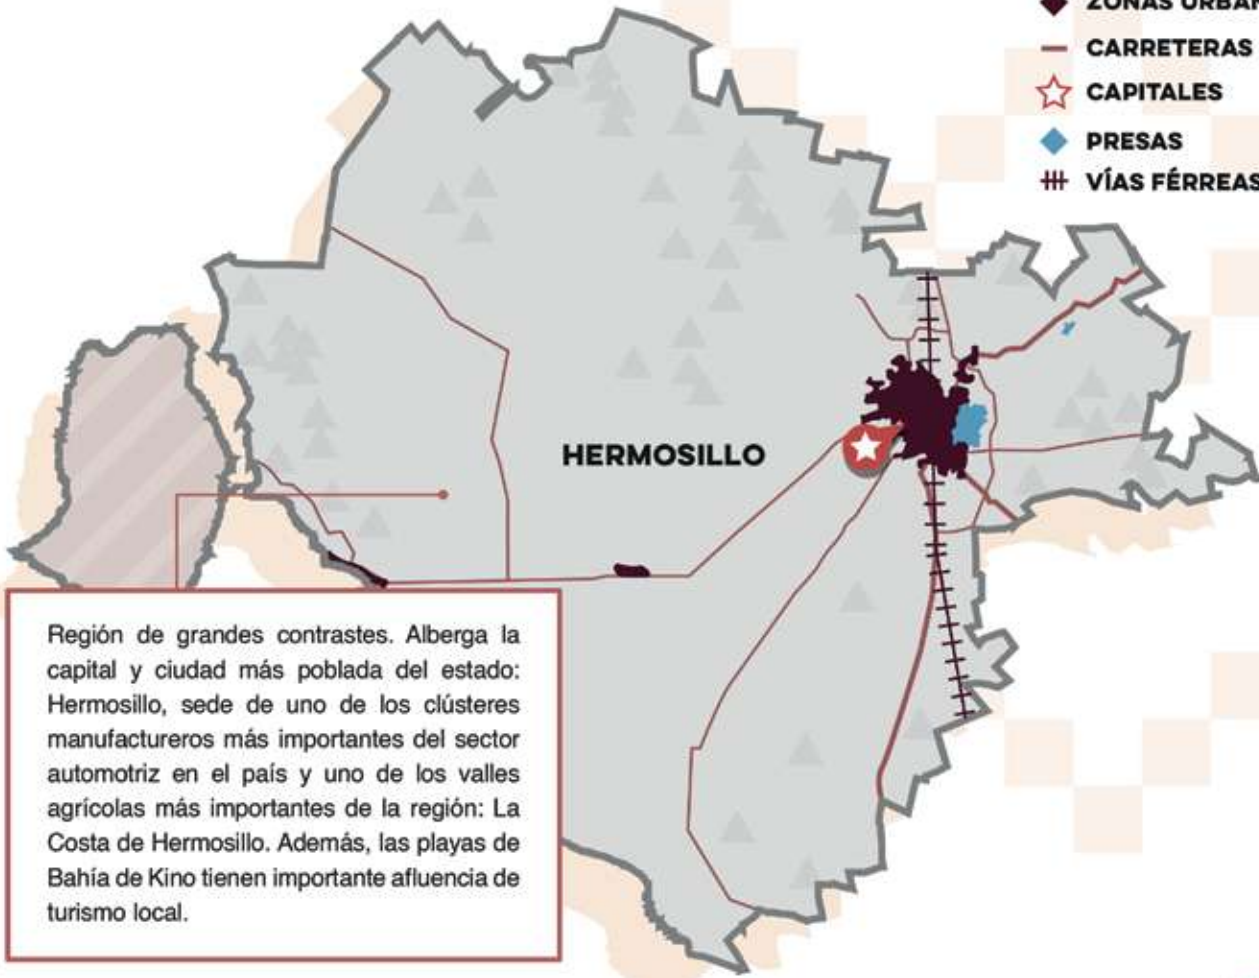 ZONAS URBAN
CARRETERAS
CAPITALES
PRESAS
VÍAS FÉRREAS
HERMOSILLO
Región de grandes contrastes. Alberga la
capital y ciudad más poblada del estado:
Hermosillo, sede de uno de los clústeres
manufactureros más importantes del sector
automotriz en el país y uno de los valles
agrícolas más importantes de la región: La
Costa de Hermosillo. Además, las playas de
Bahía de Kino tienen importante afluencia de
turismo local.